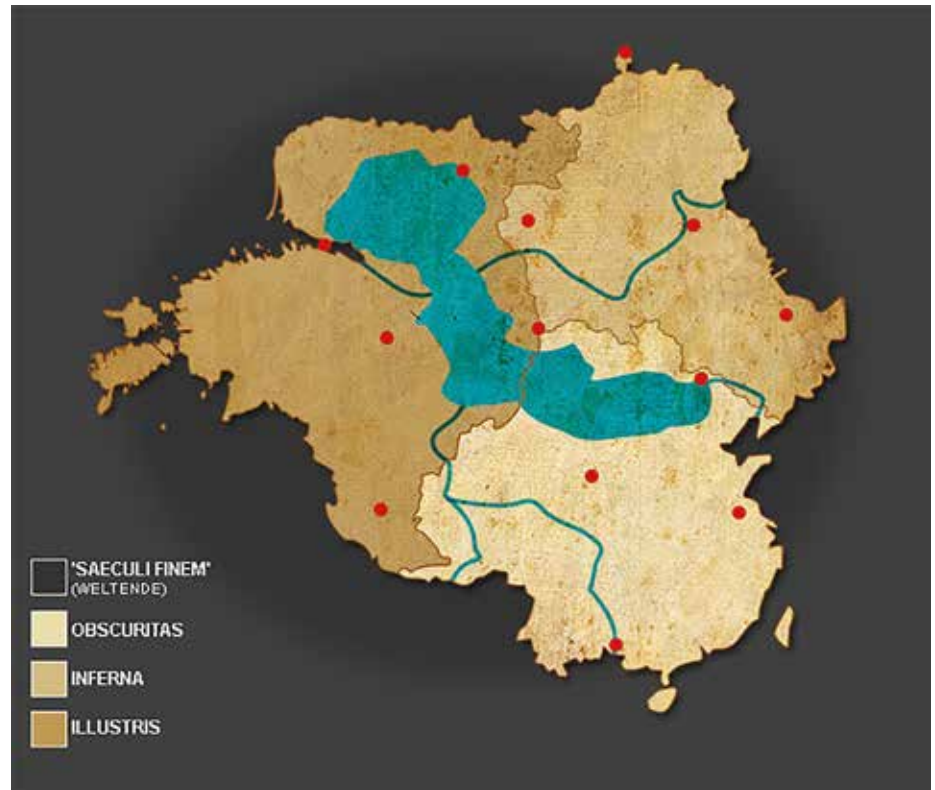 'SAECULI FINEM'
(WELTENDE)
OBSCURITAS
INFERNA
ILLUSTRIS